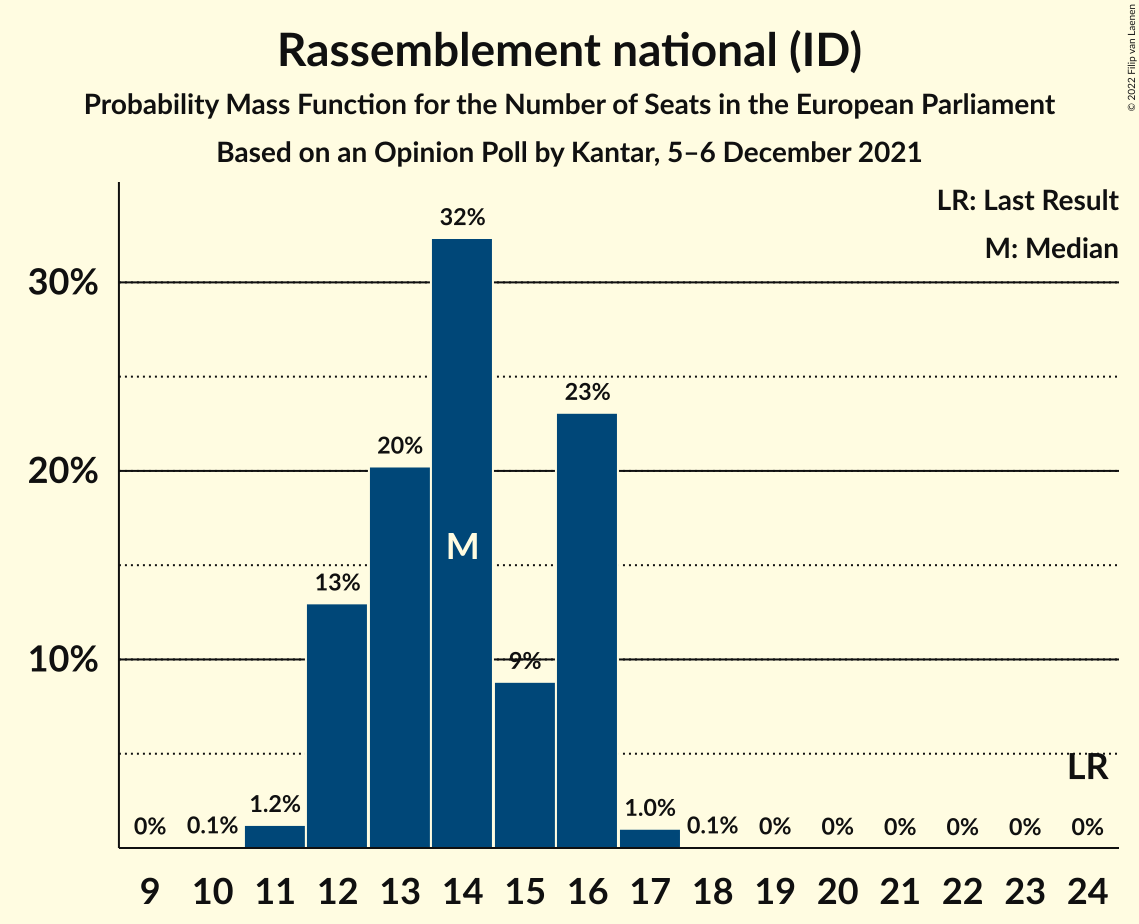 Rassemblement national (ID)
Probability Mass Function for the Number of Seats in the European Parliament
Based on an Opinion Poll by Kantar, 5–6 December 2021
© 2022 Filip van Laenen
LR: Last Result
M: Median
30%
20%
10%
0%
0.1%
1.2%
13%
20%
32%
9%
23%
1.0%
0.1%
0%
0%
0%
0%
0%
0%
M
LR
9 10 11 12 13 14 15 16 17 18 19 20 21 22 23 24